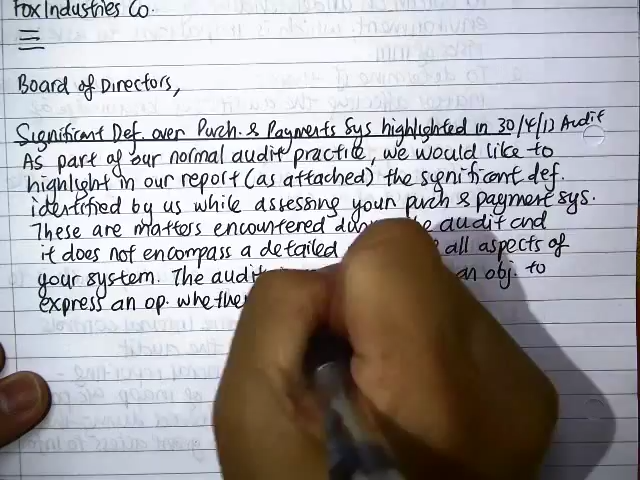 Fox Industries Co.
Board of Directors,
Significant Def. over Purch. & Payments Sys highlighted in 30/4/13 Audit
As part of our normal audit practice, we would like to
highlight in our report (as attached) the significant def.
identified by us while assessing your purch & payment sys.
These are matters encountered audit and
it does not encompass a detailed all aspects of
your system. The audit an obj. to
express an op. whether